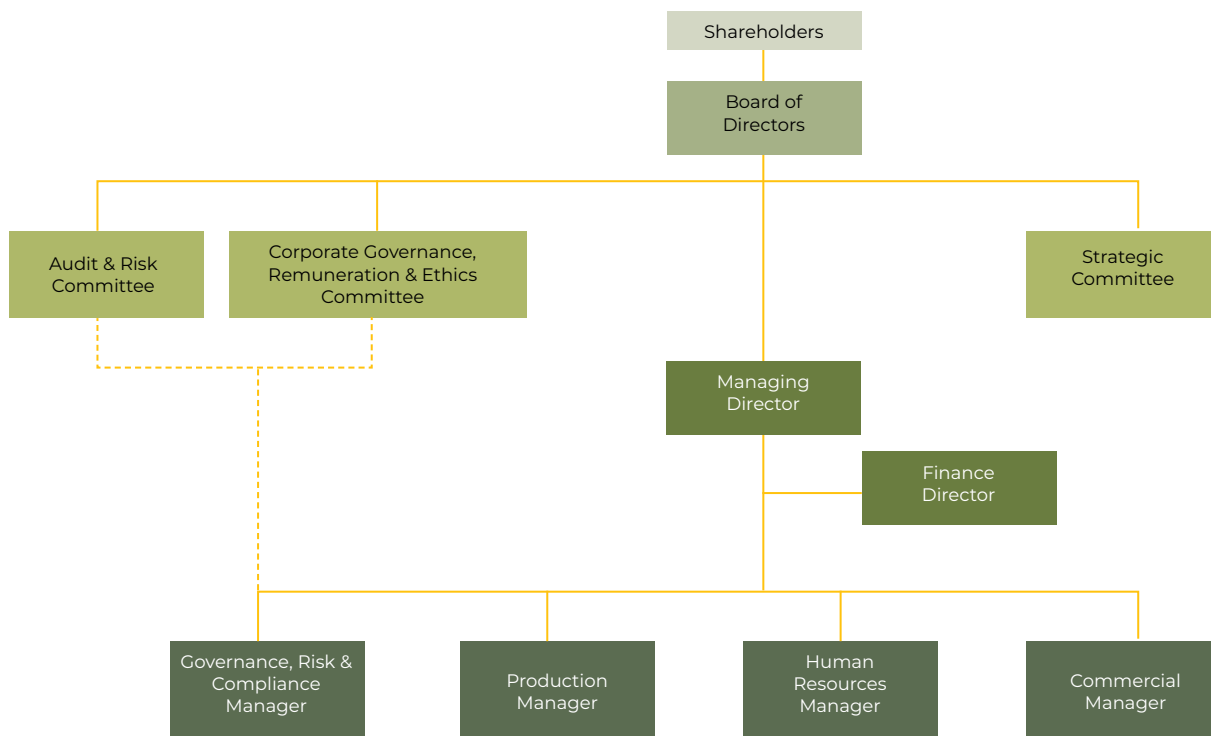 Shareholders
Board of
Directors
Audit & Risk
Committee
Corporate Governance,
Remuneration & Ethics
Committee
Strategic
Committee
Managing
Director
Finance
Director
Governance, Risk &
Compliance
Manager
Production
Manager
Human
Resources
Manager
Commercial
Manager